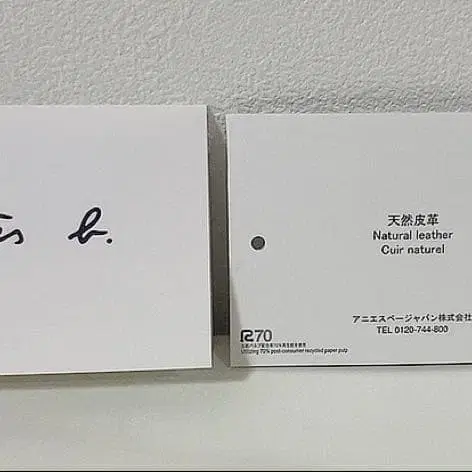 ès b.
天然皮革
Natural leather
Cuir naturel
アニエスベージャパン株式会社
TEL 0120-744-800
R70
Utilizing 70% post-consumer recycled paper pulp